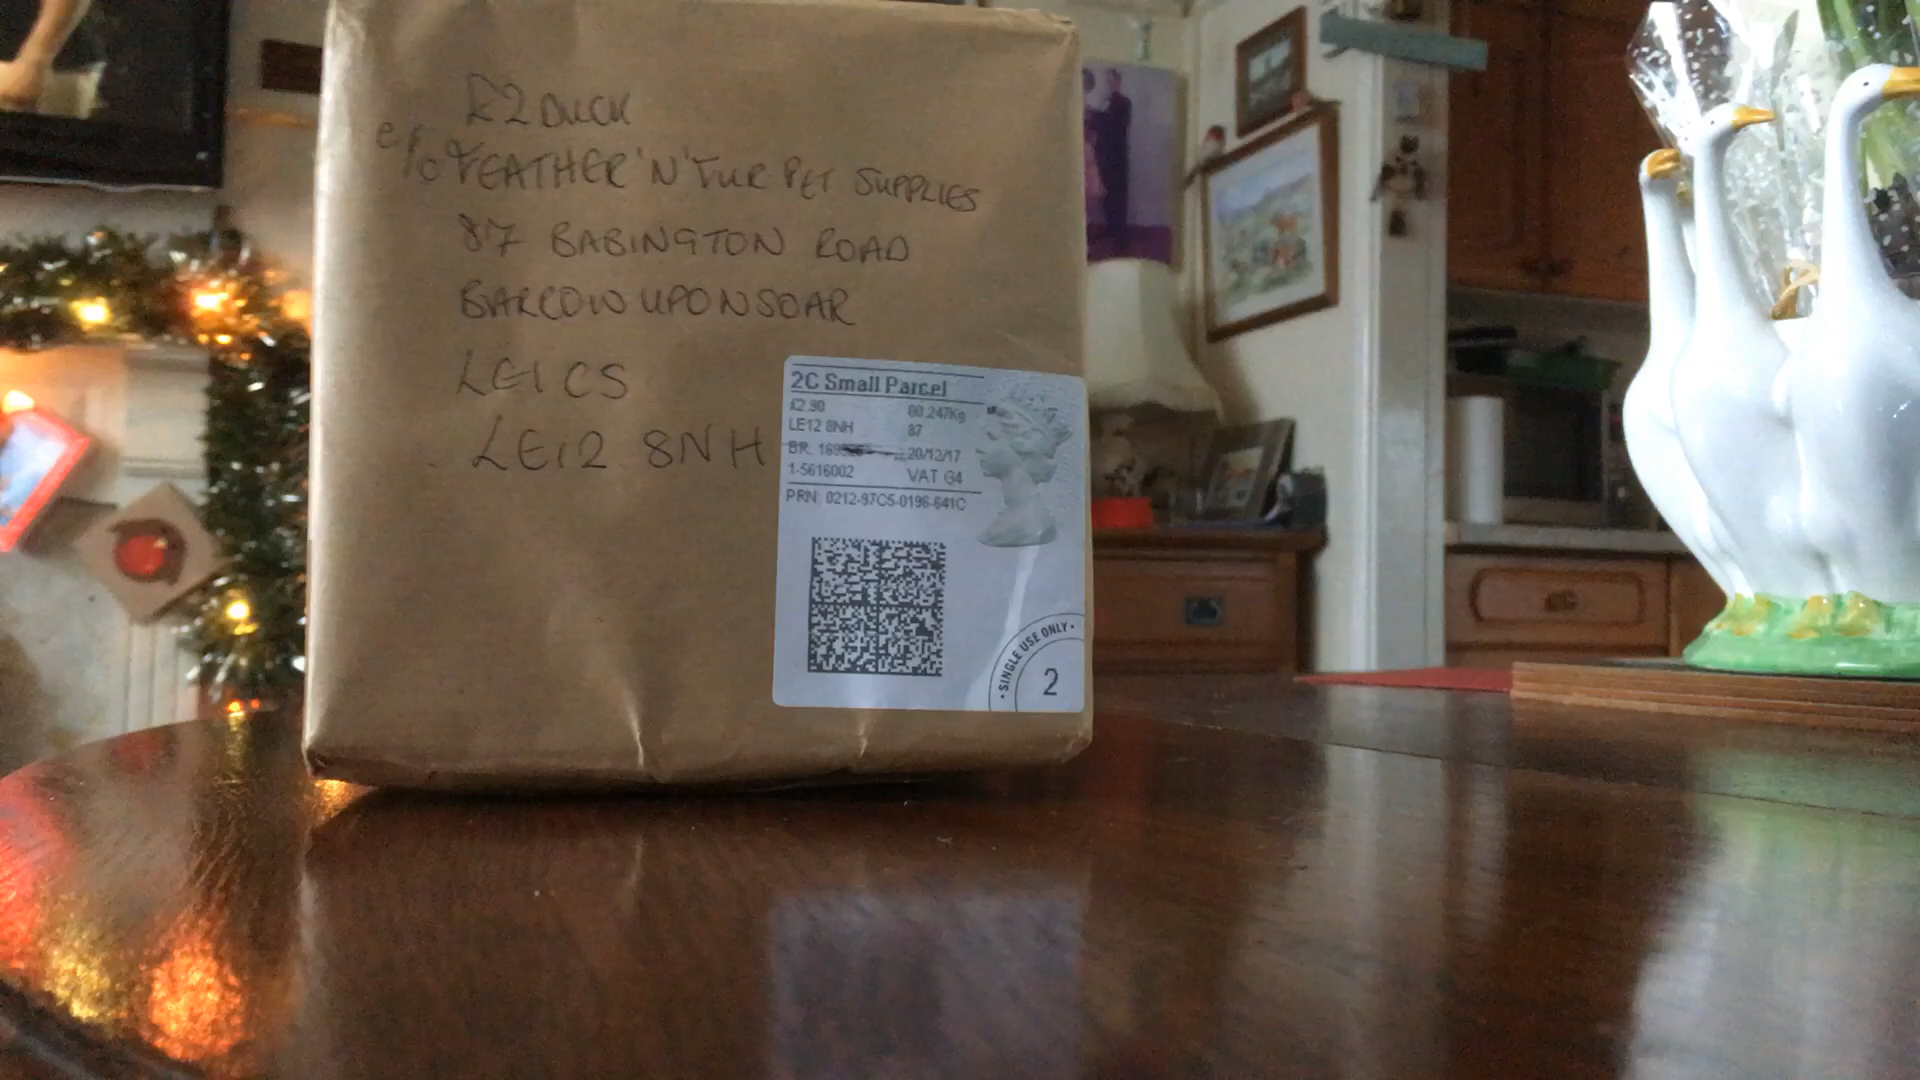 £2 DUCK
c/o FEATHER 'N' FUR PET SUPPLIES
87 BABINGTON ROAD
BARROW UPON SOAR
LEICS
LE12 8NH
2C Small Parcel
£2.90 00.247Kg
LE12 8NH 87
BR. 20/12/17
1-5616002 VAT G4
PRN: 0212-97C5-0196-641C
• SINGLE USE ONLY •
2